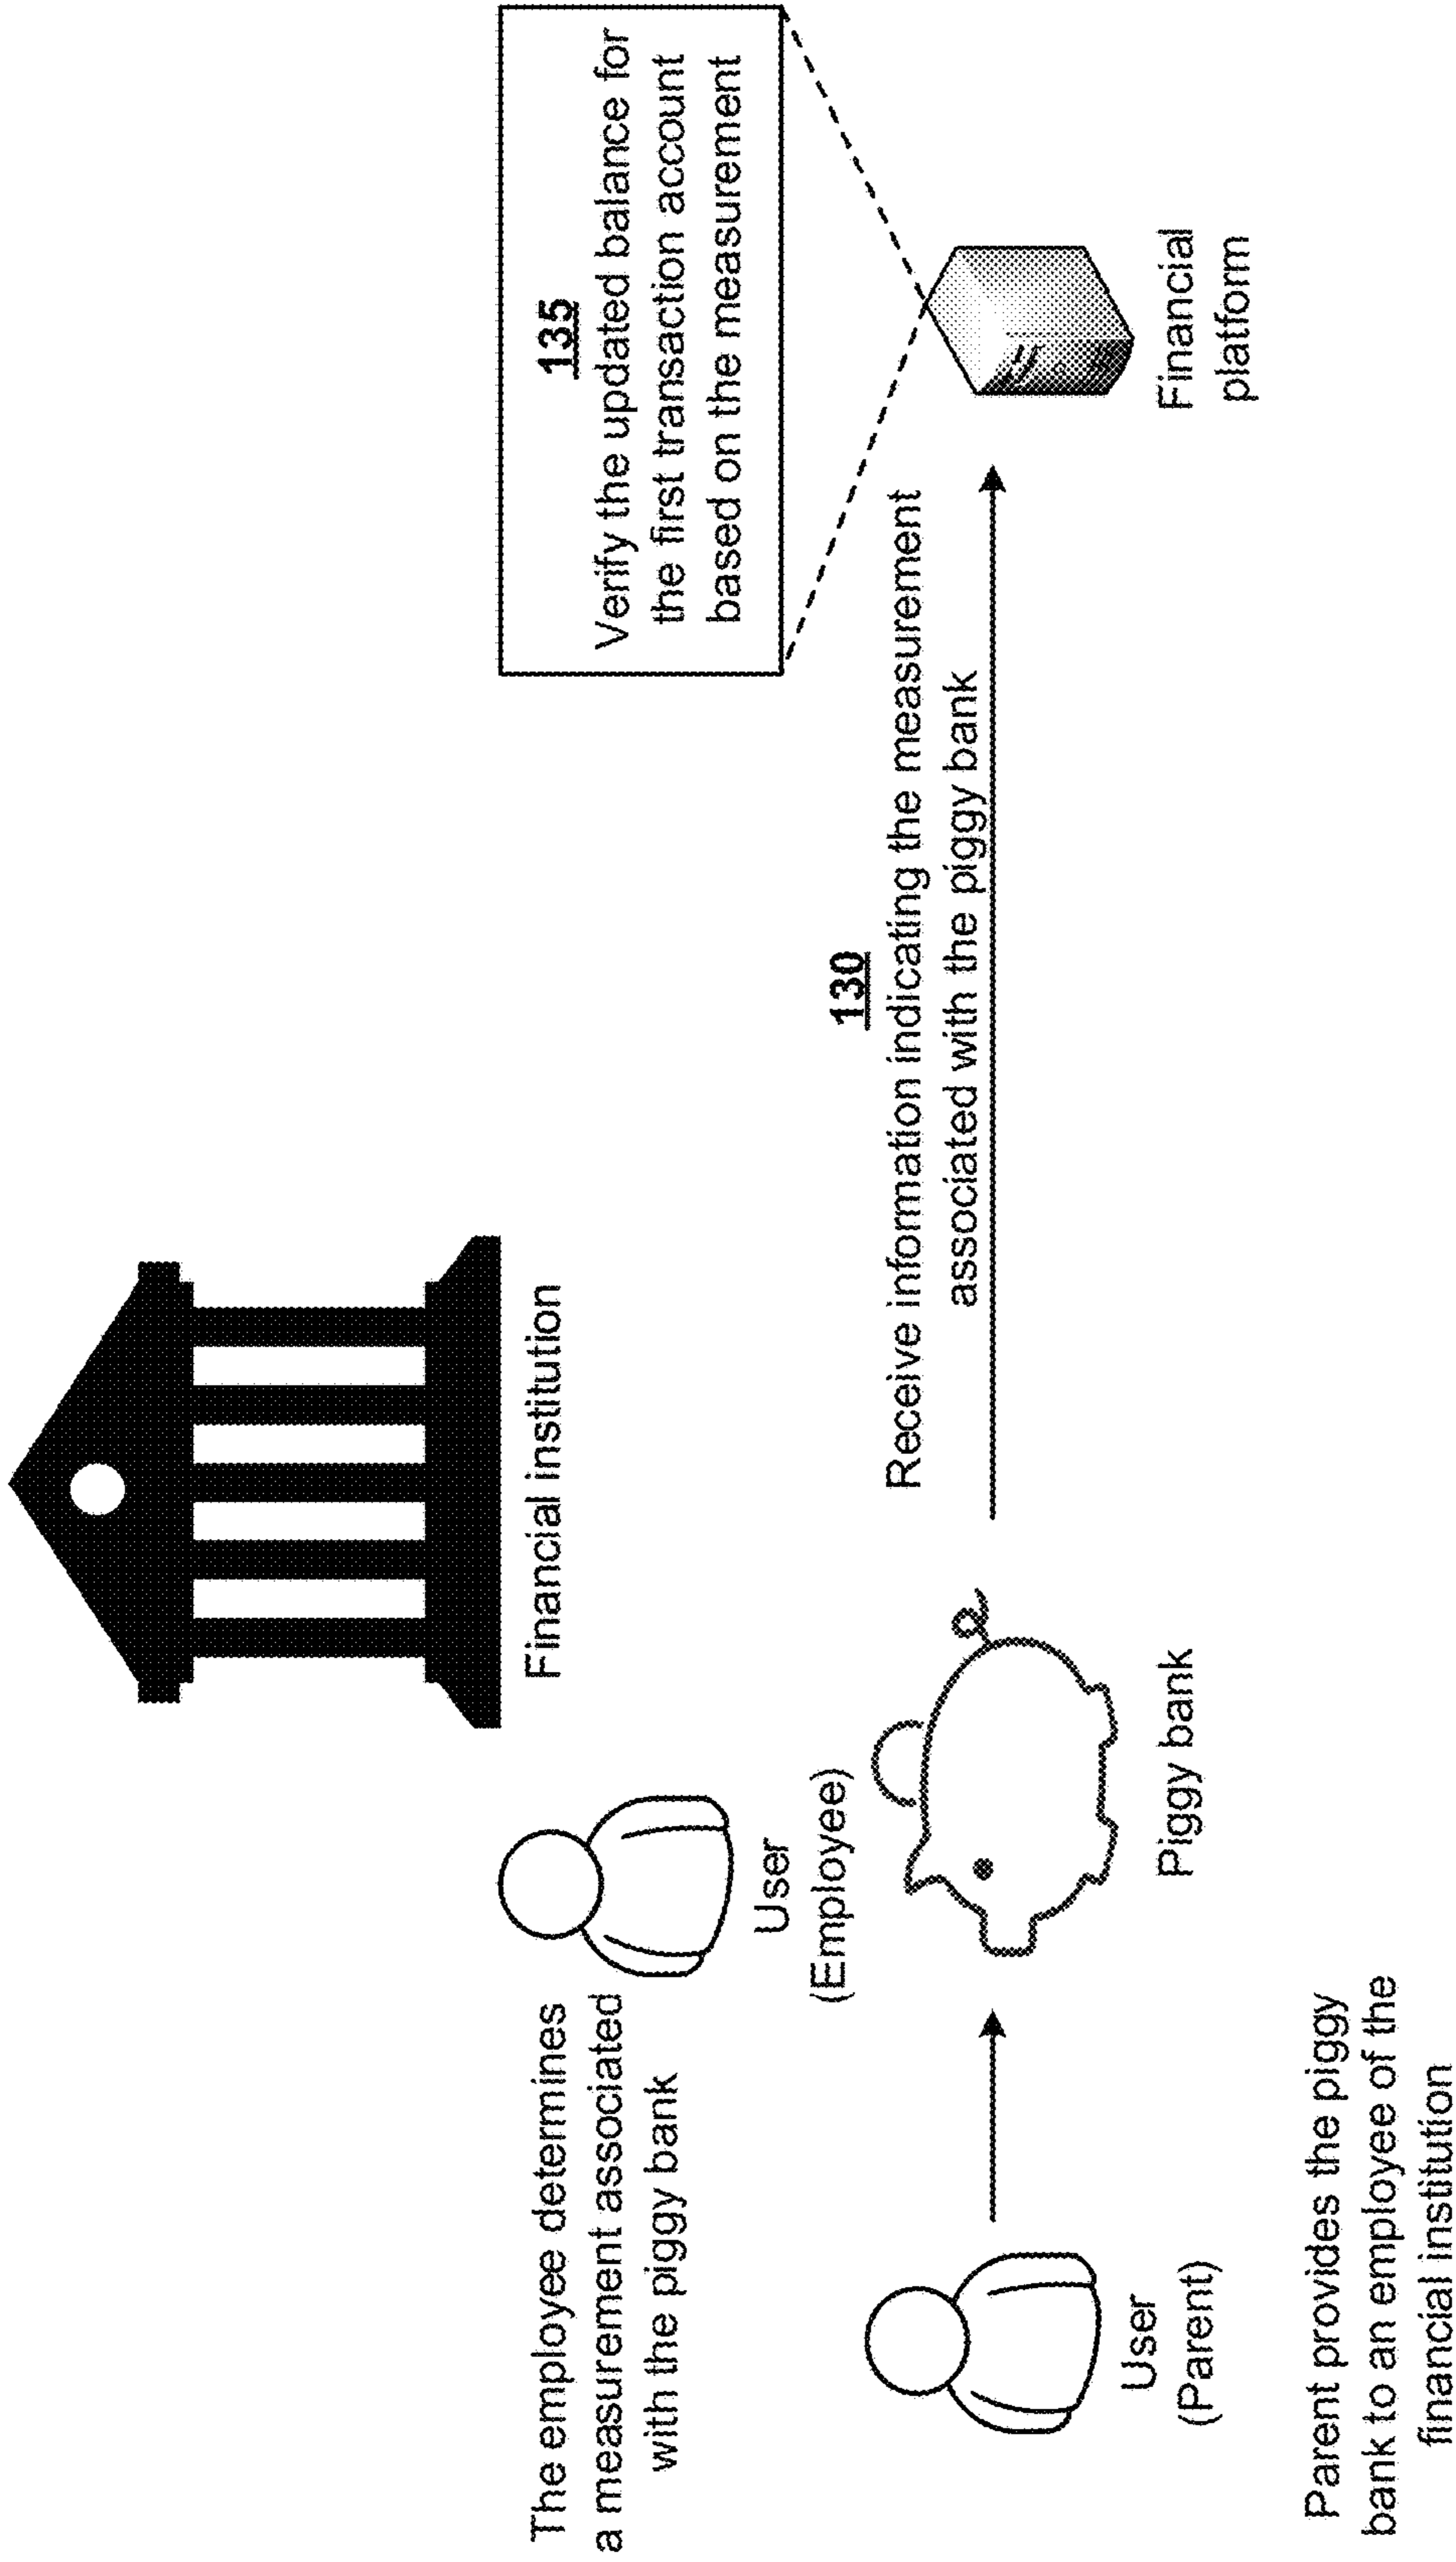 Financial institution
The employee determines
a measurement associated
with the piggy bank
User
(Employee)
135
Verify the updated balance for
the first transaction account
based on the measurement
130
Receive information indicating the measurement
associated with the piggy bank
User
(Parent)
Piggy bank
Financial
platform
Parent provides the piggy
bank to an employee of the
financial institution